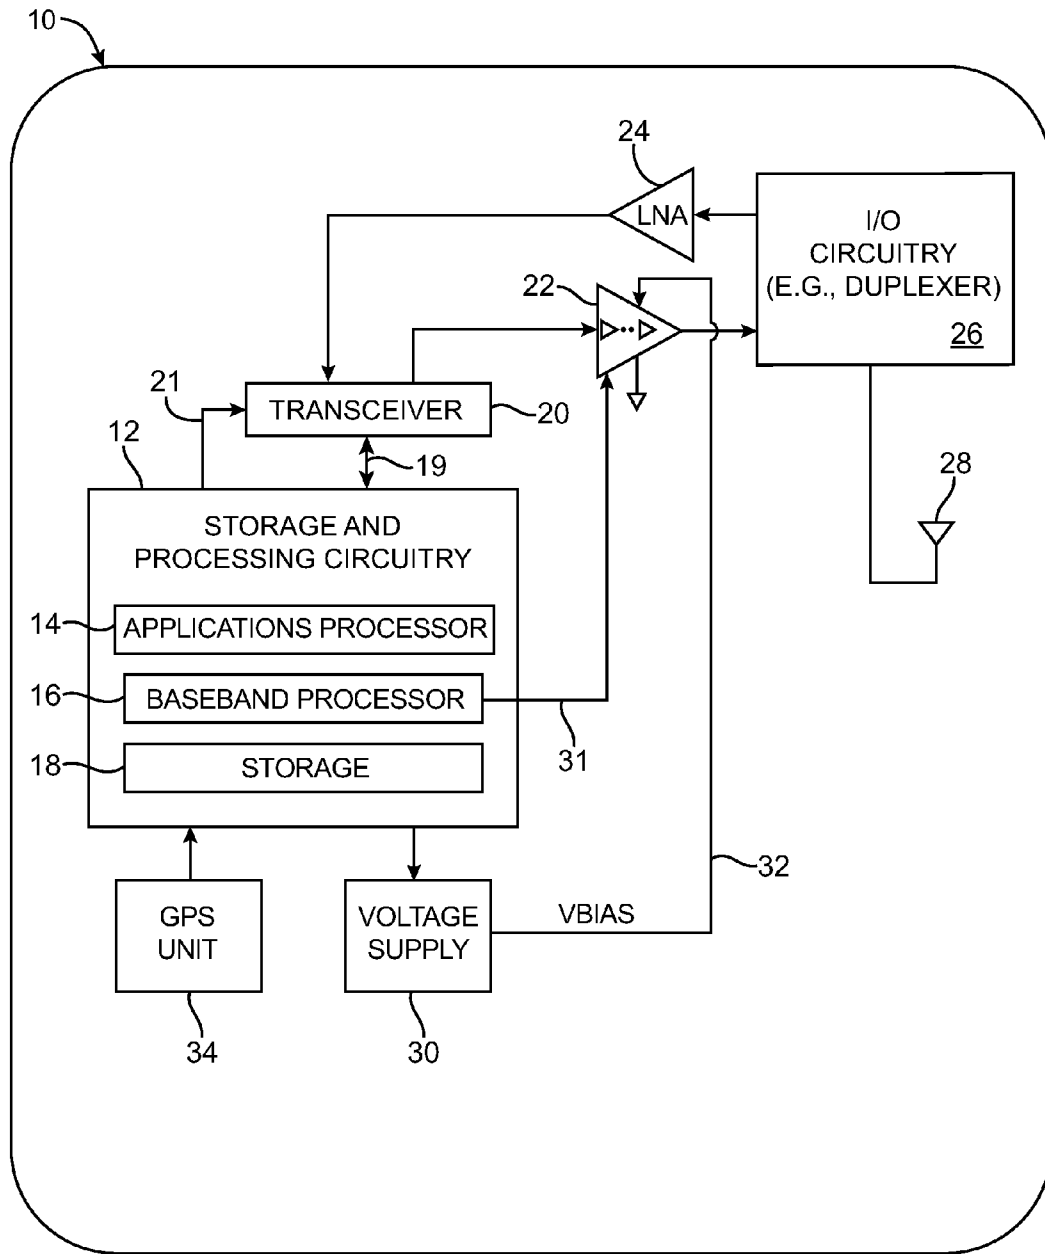 10
24
LNA
I/O
CIRCUITRY
(E.G., DUPLEXER)
26
22
21
TRANSCEIVER
20
12
19
28
STORAGE AND
PROCESSING CIRCUITRY
14
APPLICATIONS PROCESSOR
16
BASEBAND PROCESSOR
31
18
STORAGE
32
GPS
UNIT
VOLTAGE
SUPPLY
VBIAS
34
30